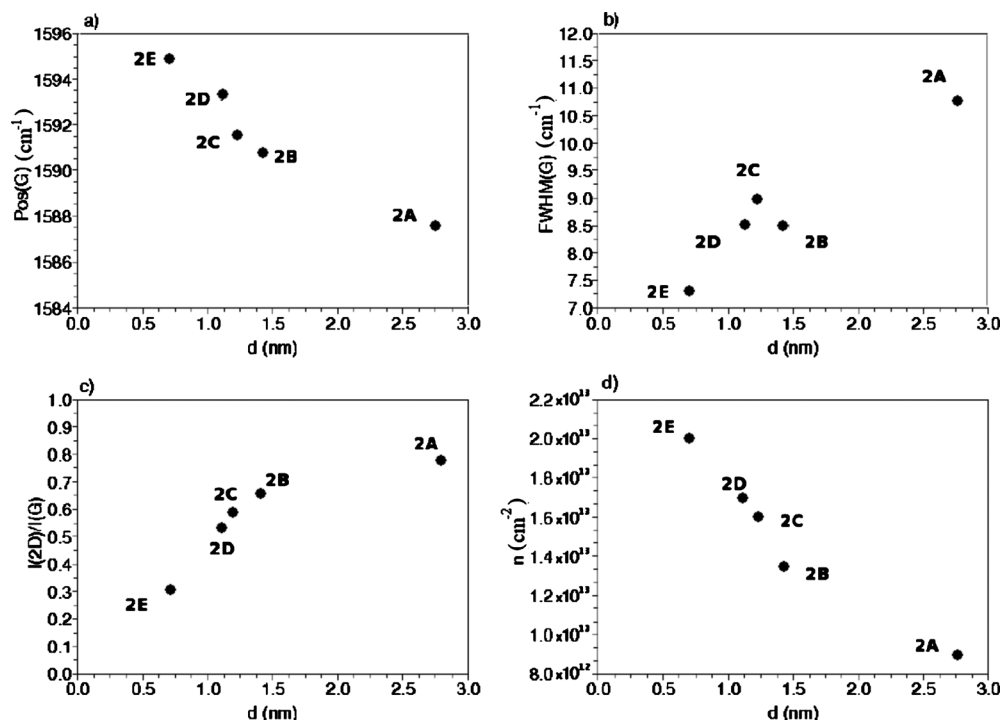 a)
1596
1594
1592
1590
1588
1586
1584
Pos(G) (cm⁻¹)
2E
2D
2C
2B
2A
0.0 0.5 1.0 1.5 2.0 2.5 3.0
d (nm)
b)
12.0
11.5
11.0
10.5
10.0
9.5
9.0
8.5
8.0
7.5
7.0
FWHM(G) (cm⁻¹)
2A
2C
2D
2B
2E
0.0 0.5 1.0 1.5 2.0 2.5 3.0
d (nm)
c)
1.0
0.9
0.8
0.7
0.6
0.5
0.4
0.3
0.2
0.1
0.0
I(2D)/I(G)
2A
2B
2C
2D
2E
0.0 0.5 1.0 1.5 2.0 2.5 3.0
d (nm)
d)
2.2x10¹³
2.0x10¹³
1.8x10¹³
1.6x10¹³
1.4x10¹³
1.2x10¹³
1.0x10¹³
8.0x10¹²
n (cm⁻²)
2E
2D
2C
2B
2A
0.0 0.5 1.0 1.5 2.0 2.5 3.0
d (nm)